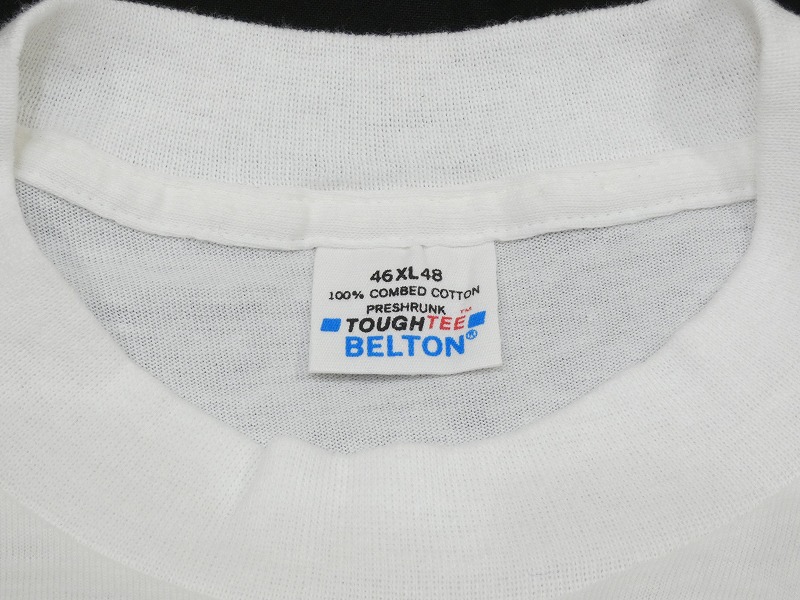 46 XL 48
100% COMBED COTTON
PRESHRUNK
TOUGHTEE™
BELTON®